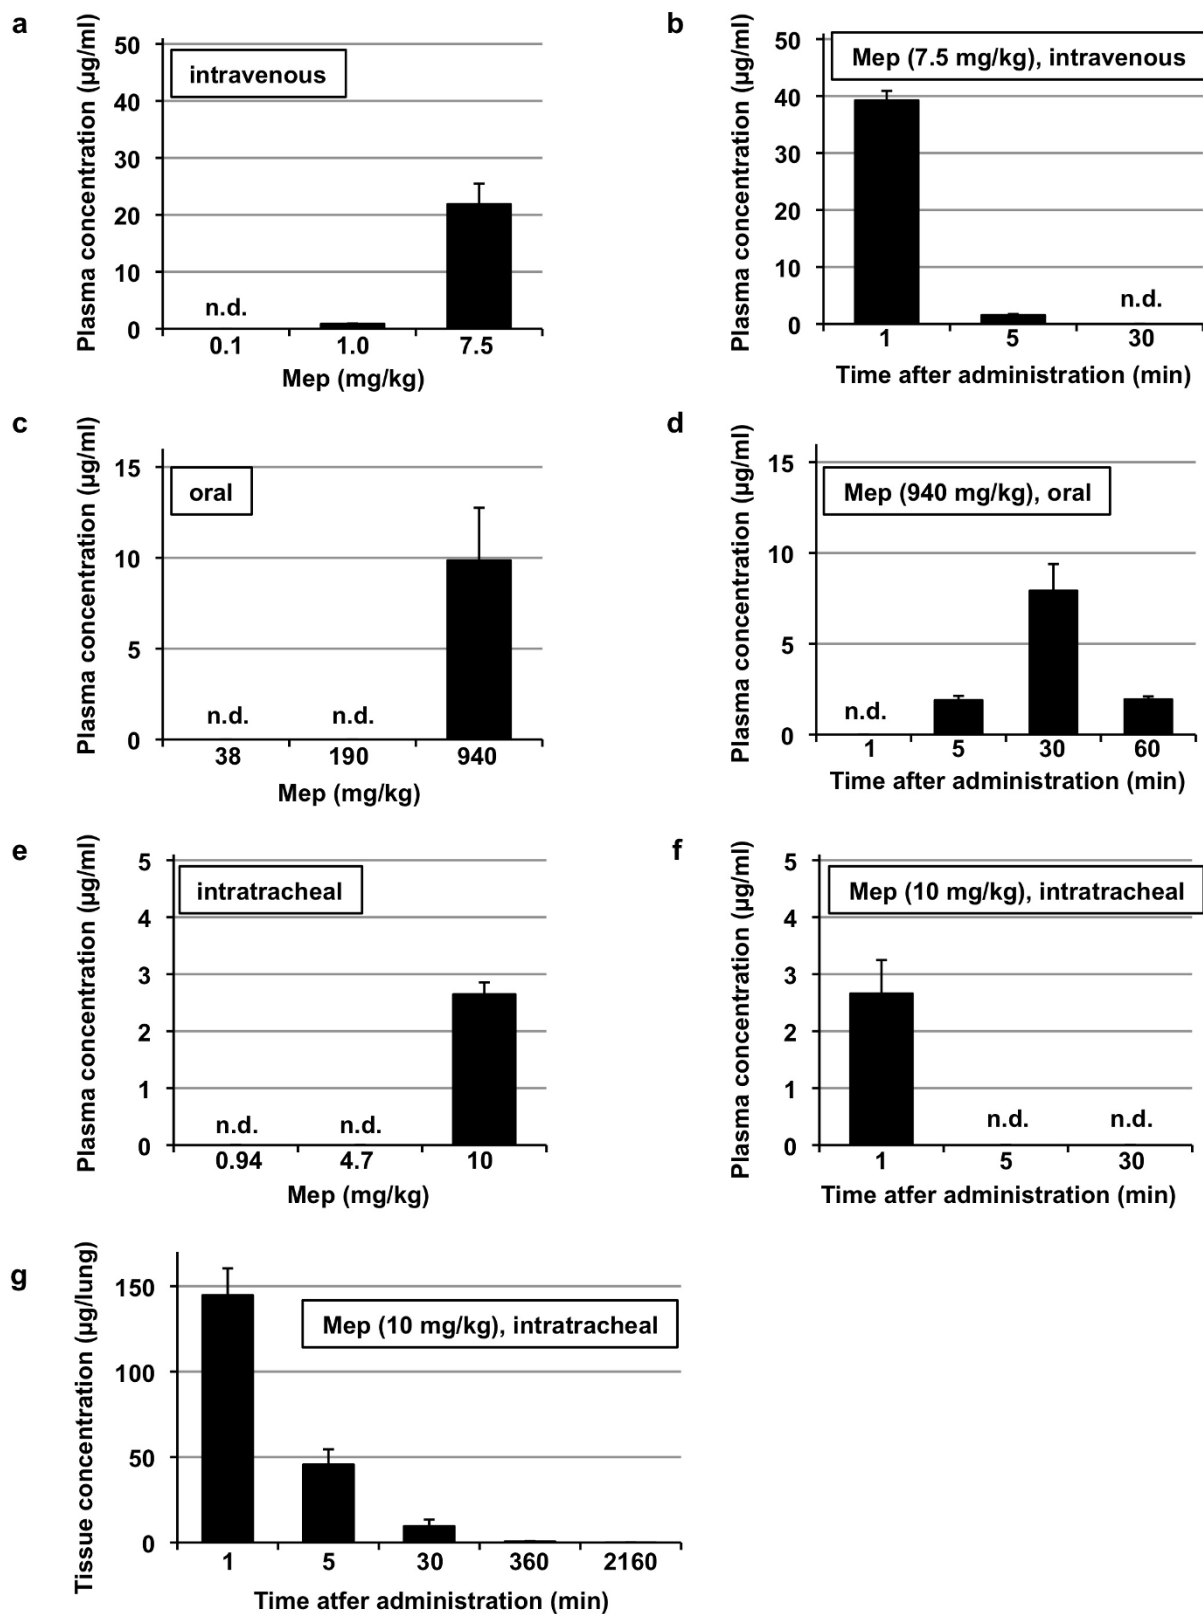 a
Plasma concentration (µg/ml)
50
40
30
20
10
0
intravenous
n.d.
0.1 1.0 7.5
Mep (mg/kg)
b
Plasma concentration (µg/ml)
50
40
30
20
10
0
Mep (7.5 mg/kg), intravenous
n.d.
1 5 30
Time after administration (min)
c
Plasma concentration (µg/ml)
15
10
5
0
oral
n.d. n.d.
38 190 940
Mep (mg/kg)
d
Plasma concentration (µg/ml)
15
10
5
0
Mep (940 mg/kg), oral
n.d.
1 5 30 60
Time after administration (min)
e
Plasma concentration (µg/ml)
5
4
3
2
1
0
intratracheal
n.d. n.d.
0.94 4.7 10
Mep (mg/kg)
f
Plasma concentration (µg/ml)
5
4
3
2
1
0
Mep (10 mg/kg), intratracheal
n.d. n.d.
1 5 30
Time atfer administration (min)
g
Tissue concentration (µg/lung)
150
100
50
0
Mep (10 mg/kg), intratracheal
1 5 30 360 2160
Time atfer administration (min)